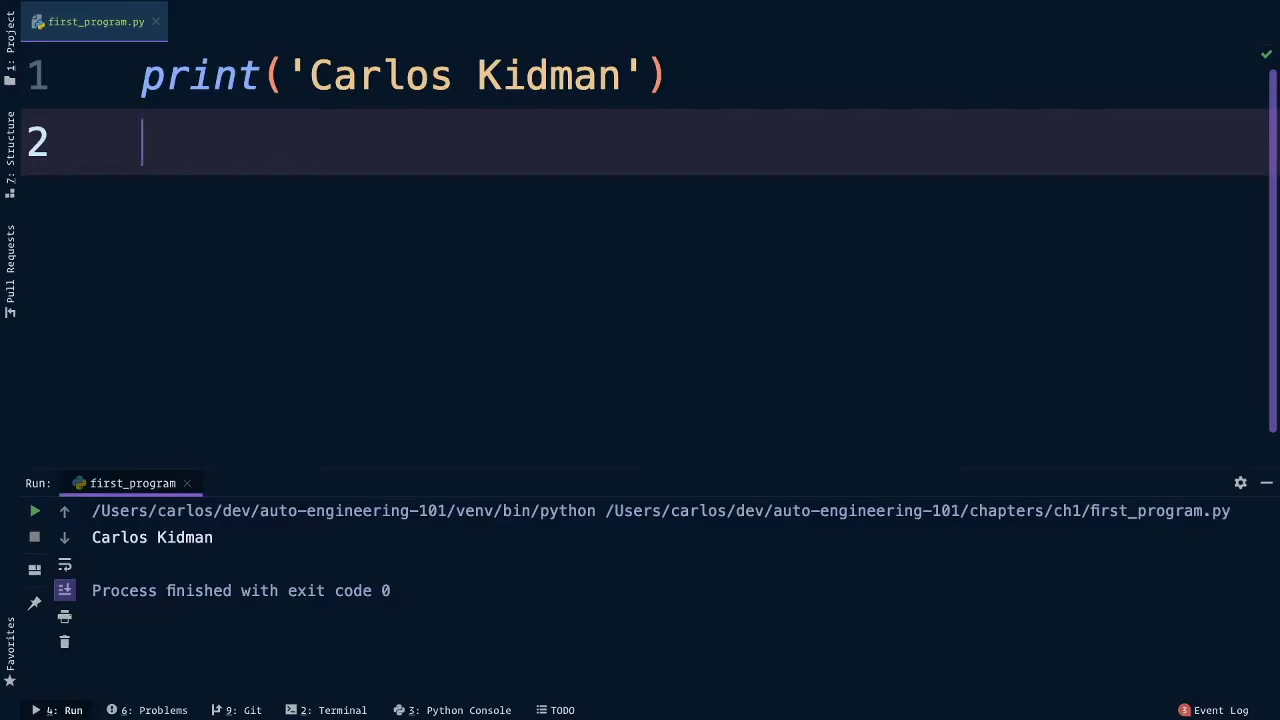 first_program.py
1: Project
1 print('Carlos Kidman')
2
7: Structure
Pull Requests
Run: first_program
/Users/carlos/dev/auto-engineering-101/venv/bin/python /Users/carlos/dev/auto-engineering-101/chapters/ch1/first_program.py
Carlos Kidman
Process finished with exit code 0
Favorites
4: Run 6: Problems 9: Git 2: Terminal 3: Python Console TODO 3 Event Log